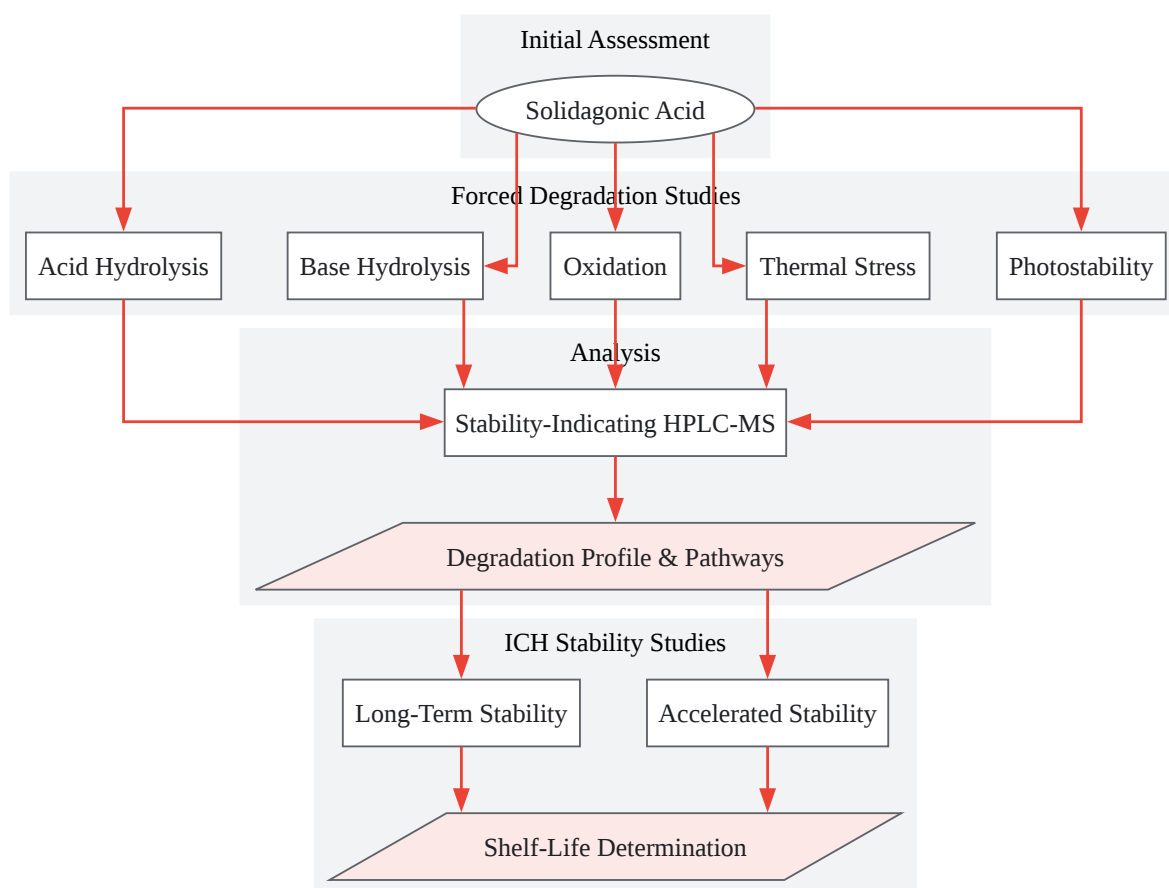 Initial Assessment
Solidagonic Acid
Forced Degradation Studies
Acid Hydrolysis
Base Hydrolysis
Oxidation
Thermal Stress
Photostability
Analysis
Stability-Indicating HPLC-MS
Degradation Profile & Pathways
ICH Stability Studies
Long-Term Stability
Accelerated Stability
Shelf-Life Determination